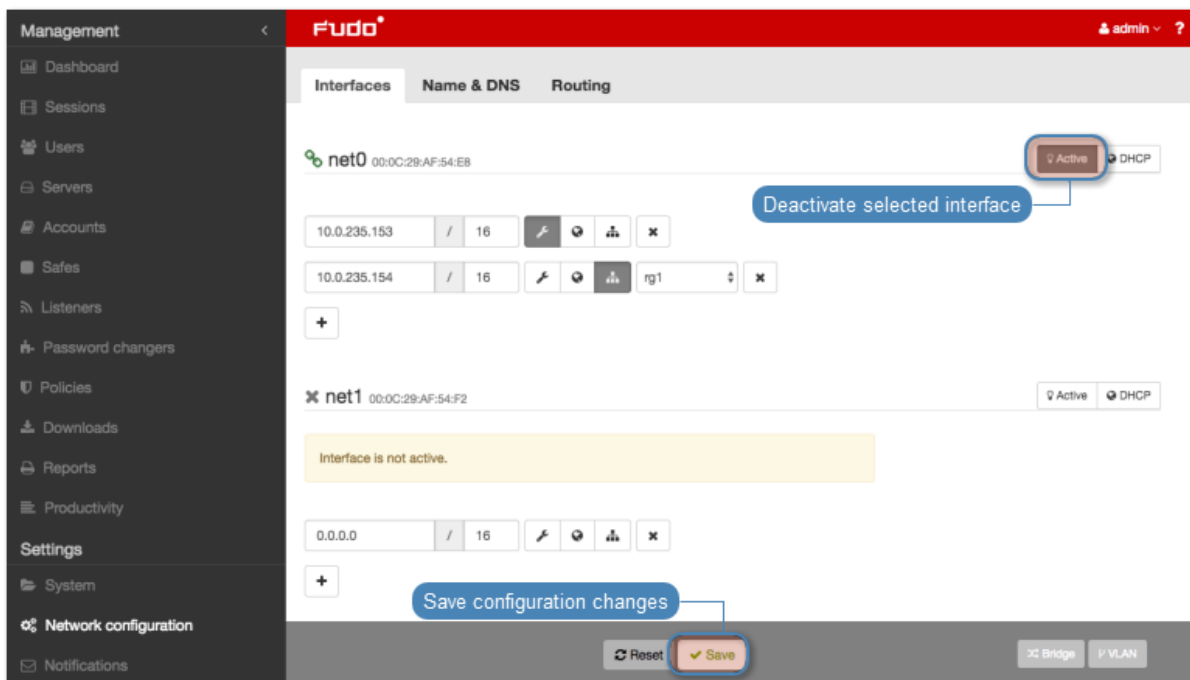 Management
Dashboard
Sessions
Users
Servers
Accounts
Safes
Listeners
Password changers
Policies
Downloads
Reports
Productivity
Settings
System
Network configuration
Notifications
Fudo
admin ?
Interfaces Name & DNS Routing
net0 00:0C:29:AF:54:E8
Active DHCP
Deactivate selected interface
10.0.235.153 / 16
10.0.235.154 / 16 rg1
+
net1 00:0C:29:AF:54:F2
Active DHCP
Interface is not active.
0.0.0.0 / 16
+
Save configuration changes
Reset Save Bridge VLAN